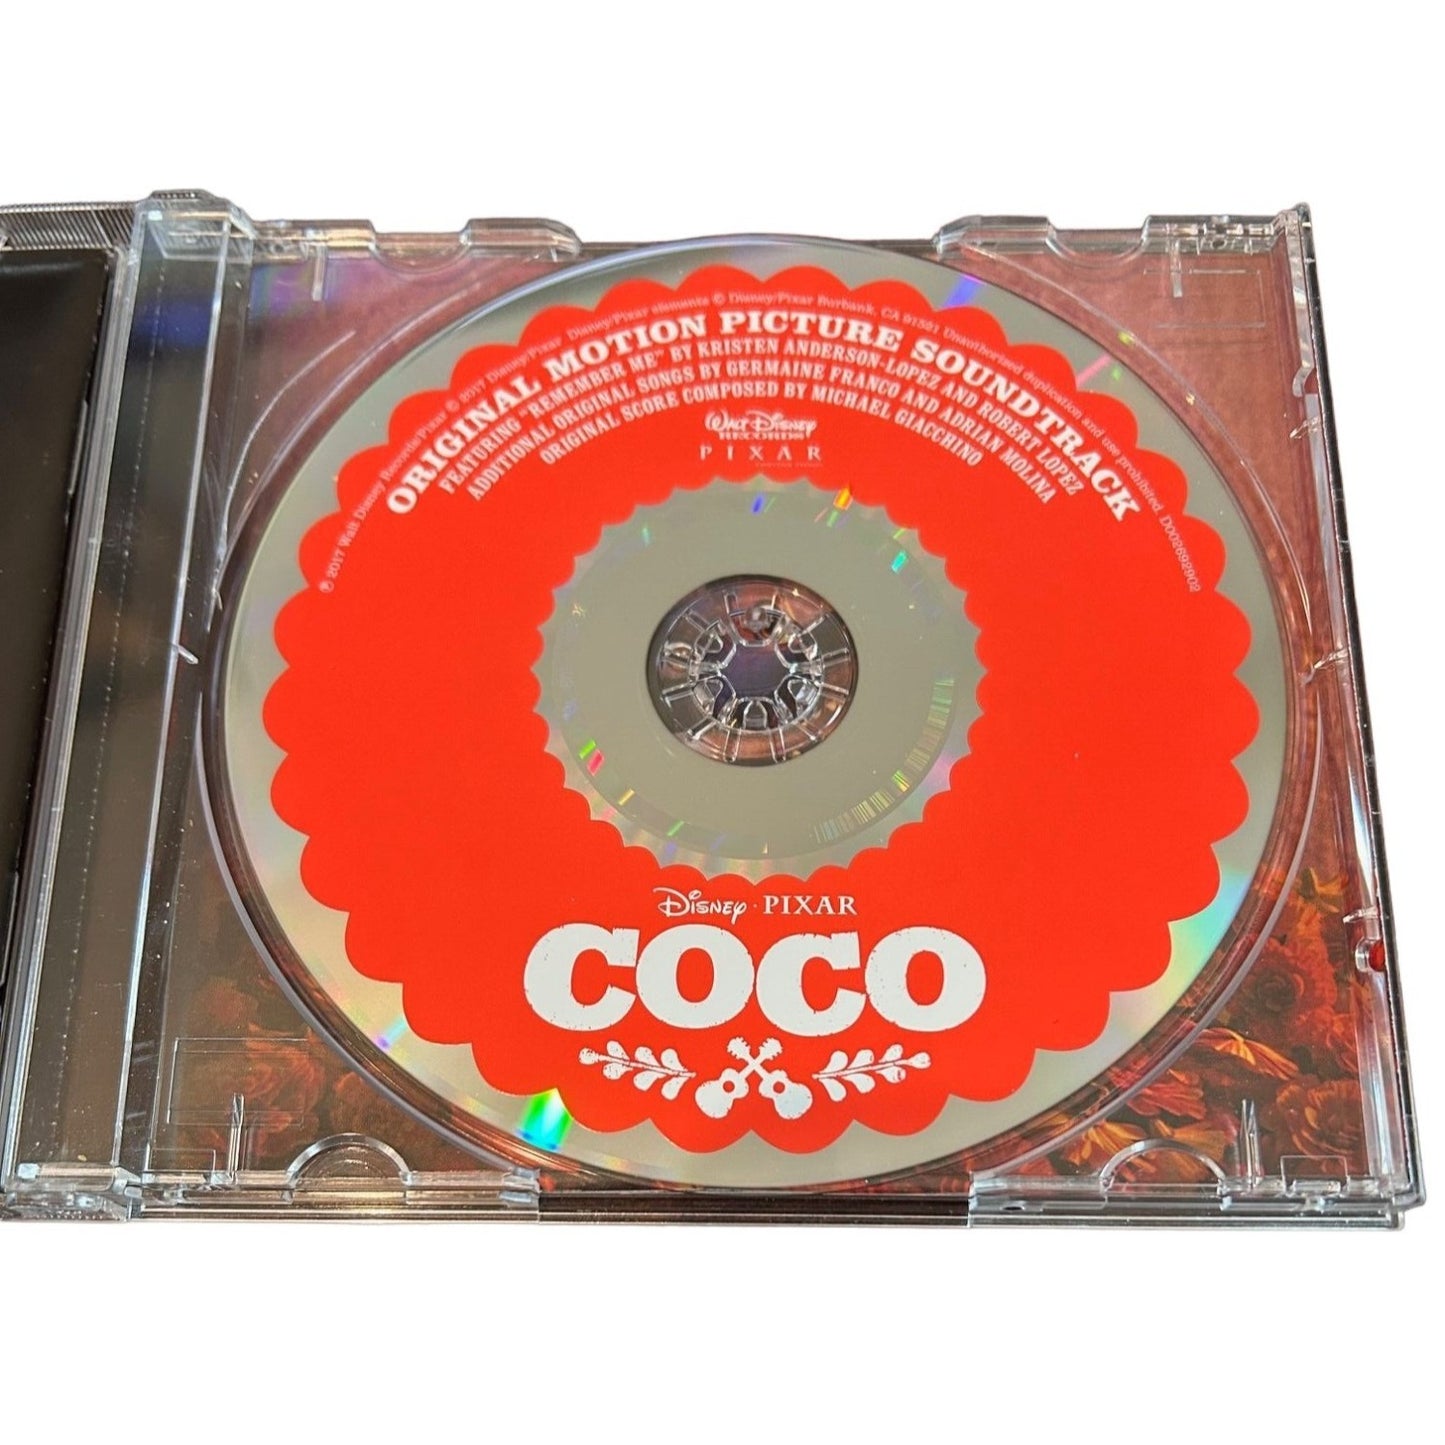 ℗ 2017 Walt Disney Records/Pixar © 2017 Disney/Pixar Disney/Pixar elements © Disney/Pixar Burbank, CA 91521 Unauthorized duplication and use prohibited. D002692902
ORIGINAL MOTION PICTURE SOUNDTRACK
FEATURING "REMEMBER ME" BY KRISTEN ANDERSON-LOPEZ AND ROBERT LOPEZ
ADDITIONAL ORIGINAL SONGS BY GERMAINE FRANCO AND ADRIAN MOLINA
ORIGINAL SCORE COMPOSED BY MICHAEL GIACCHINO
WALT DISNEY
RECORDS
PIXAR
DISNEY · PIXAR
COCO